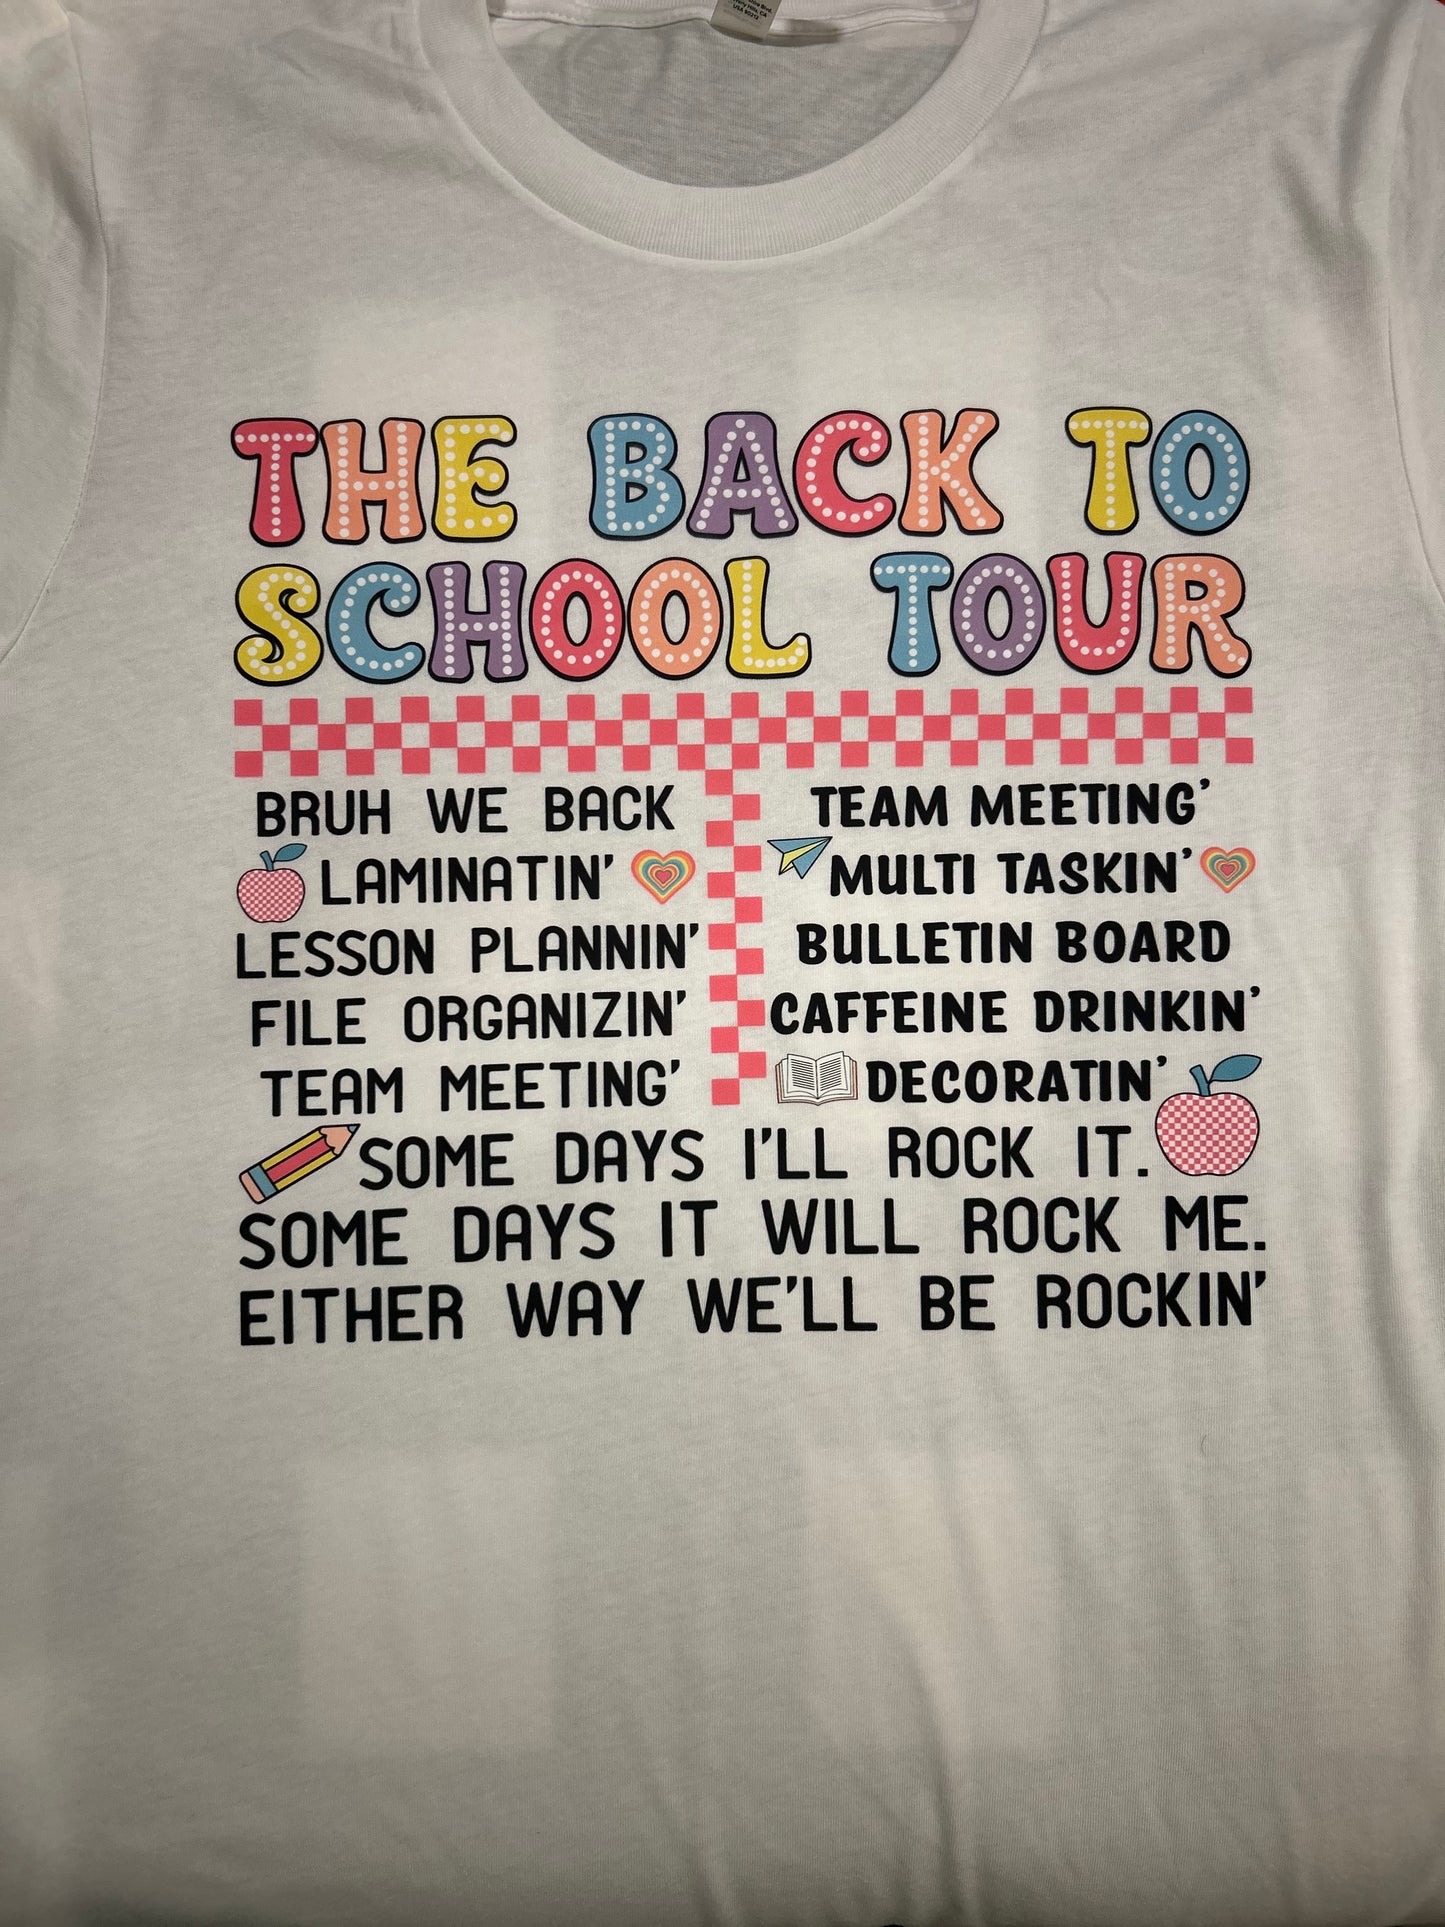 USA 90212
THE BACK TO
SCHOOL TOUR
BRUH WE BACK
LAMINATIN'
LESSON PLANNIN'
FILE ORGANIZIN'
TEAM MEETING'
TEAM MEETING'
MULTI TASKIN'
BULLETIN BOARD
CAFFEINE DRINKIN'
DECORATIN'
SOME DAYS I'LL ROCK IT.
SOME DAYS IT WILL ROCK ME.
EITHER WAY WE'LL BE ROCKIN'